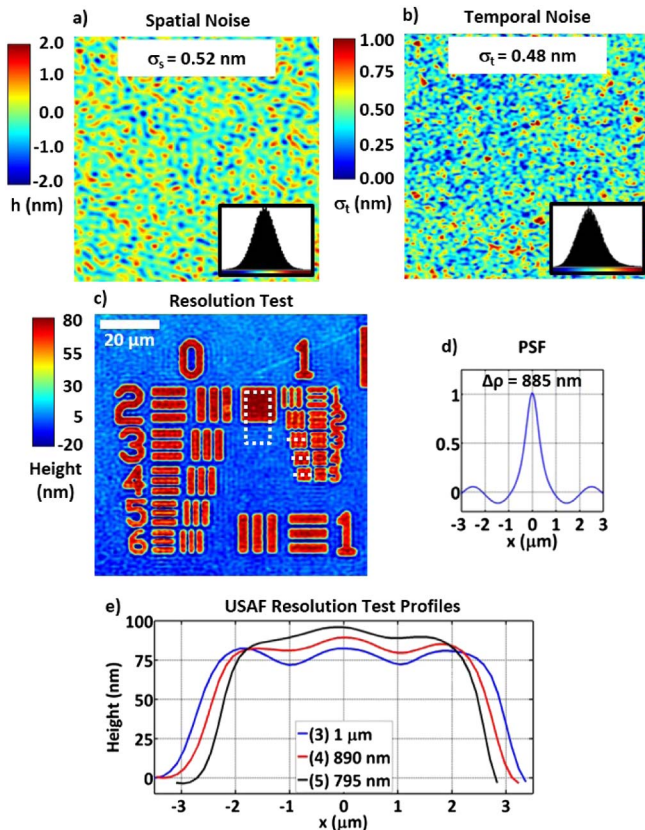 a) Spatial Noise
σs = 0.52 nm
2.0
1.0
0.0
-1.0
-2.0
h (nm)
b) Temporal Noise
σt = 0.48 nm
1.00
0.75
0.50
0.25
0.00
σt (nm)
c) Resolution Test
80
55
30
5
-20
Height
(nm)
20 μm
0 1
2 1
3
4
5
6 1
d) PSF
Δρ = 885 nm
1
0.5
0
-3 -2 -1 0 1 2 3
x (μm)
e) USAF Resolution Test Profiles
100
75
50
25
0
Height (nm)
(3) 1 μm
(4) 890 nm
(5) 795 nm
-3 -2 -1 0 1 2 3
x (μm)